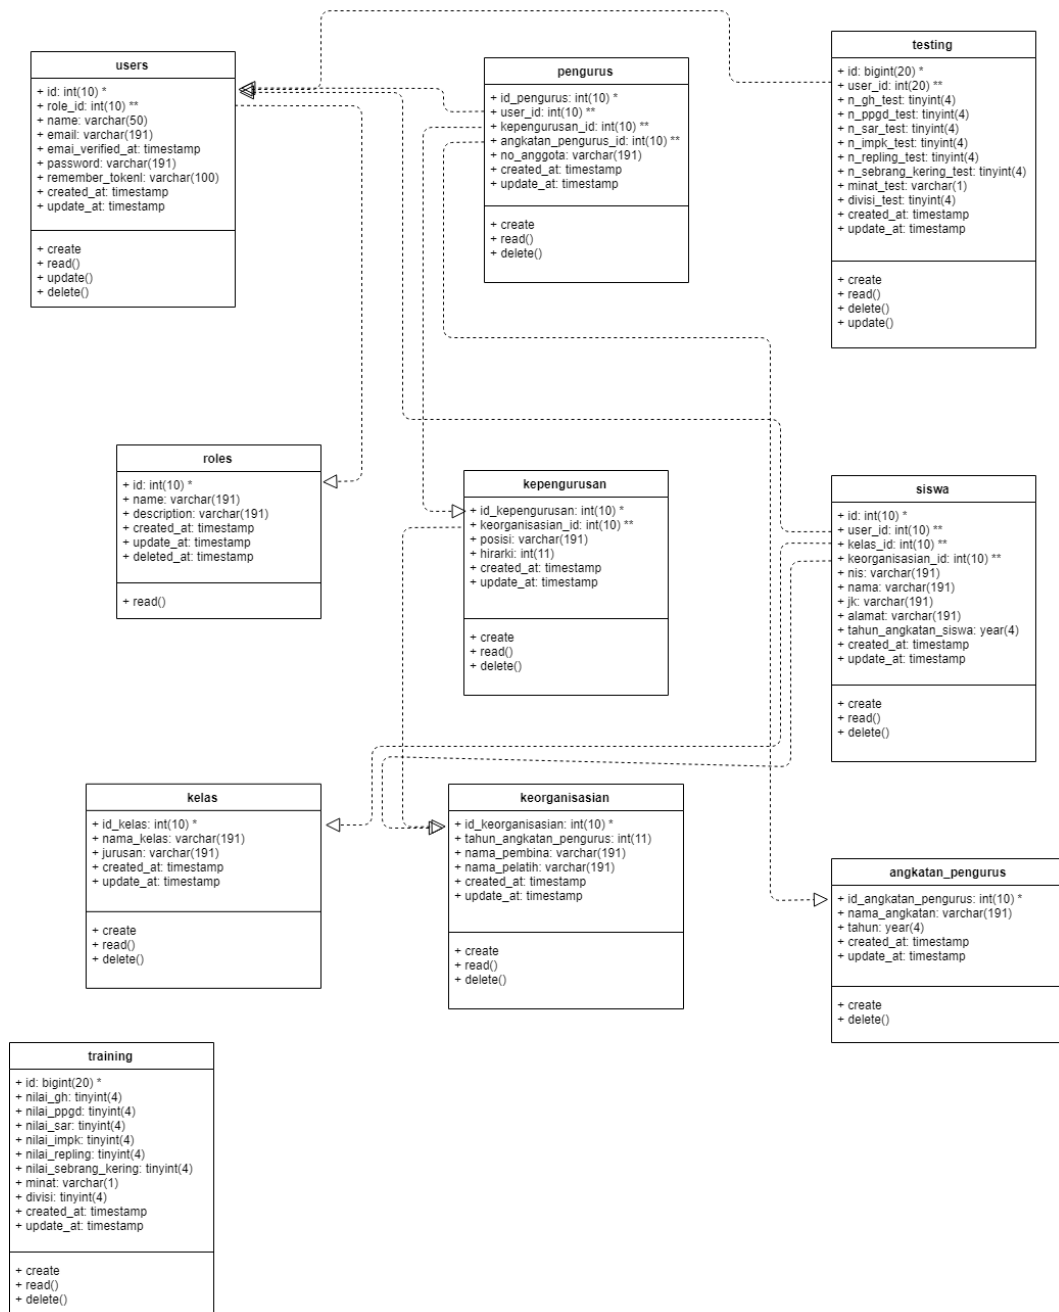 users
+ id: int(10) *
+ role_id: int(10) **
+ name: varchar(50)
+ email: varchar(191)
+ emai_verified_at: timestamp
+ password: varchar(191)
+ remember_tokenl: varchar(100)
+ created_at: timestamp
+ update_at: timestamp
+ create
+ read()
+ update()
+ delete()
pengurus
+ id_pengurus: int(10) *
+ user_id: int(10) **
+ kepengurusan_id: int(10) **
+ angkatan_pengurus_id: int(10) **
+ no_anggota: varchar(191)
+ created_at: timestamp
+ update_at: timestamp
+ create
+ read()
+ delete()
testing
+ id: bigint(20) *
+ user_id: int(20) **
+ n_gh_test: tinyint(4)
+ n_ppgd_test: tinyint(4)
+ n_sar_test: tinyint(4)
+ n_impk_test: tinyint(4)
+ n_repling_test: tinyint(4)
+ n_sebrang_kering_test: tinyint(4)
+ minat_test: varchar(1)
+ divisi_test: tinyint(4)
+ created_at: timestamp
+ update_at: timestamp
+ create
+ read()
+ delete()
+ update()
roles
+ id: int(10) *
+ name: varchar(191)
+ description: varchar(191)
+ created_at: timestamp
+ update_at: timestamp
+ deleted_at: timestamp
+ read()
kepengurusan
+ id_kepengurusan: int(10) *
+ keorganisasian_id: int(10) **
+ posisi: varchar(191)
+ hirarki: int(11)
+ created_at: timestamp
+ update_at: timestamp
+ create
+ read()
+ delete()
siswa
+ id: int(10) *
+ user_id: int(10) **
+ kelas_id: int(10) **
+ keorganisasian_id: int(10) **
+ nis: varchar(191)
+ nama: varchar(191)
+ jk: varchar(191)
+ alamat: varchar(191)
+ tahun_angkatan_siswa: year(4)
+ created_at: timestamp
+ update_at: timestamp
+ create
+ read()
+ delete()
kelas
+ id_kelas: int(10) *
+ nama_kelas: varchar(191)
+ jurusan: varchar(191)
+ created_at: timestamp
+ update_at: timestamp
+ create
+ read()
+ delete()
keorganisasian
+ id_keorganisasian: int(10) *
+ tahun_angkatan_pengurus: int(11)
+ nama_pembina: varchar(191)
+ nama_pelatih: varchar(191)
+ created_at: timestamp
+ update_at: timestamp
+ create
+ read()
+ delete()
angkatan_pengurus
+ id_angkatan_pengurus: int(10) *
+ nama_angkatan: varchar(191)
+ tahun: year(4)
+ created_at: timestamp
+ update_at: timestamp
+ create
+ delete()
training
+ id: bigint(20) *
+ nilai_gh: tinyint(4)
+ nilai_ppgd: tinyint(4)
+ nilai_sar: tinyint(4)
+ nilai_impk: tinyint(4)
+ nilai_repling: tinyint(4)
+ nilai_sebrang_kering: tinyint(4)
+ minat: varchar(1)
+ divisi: tinyint(4)
+ created_at: timestamp
+ update_at: timestamp
+ create
+ read()
+ delete()